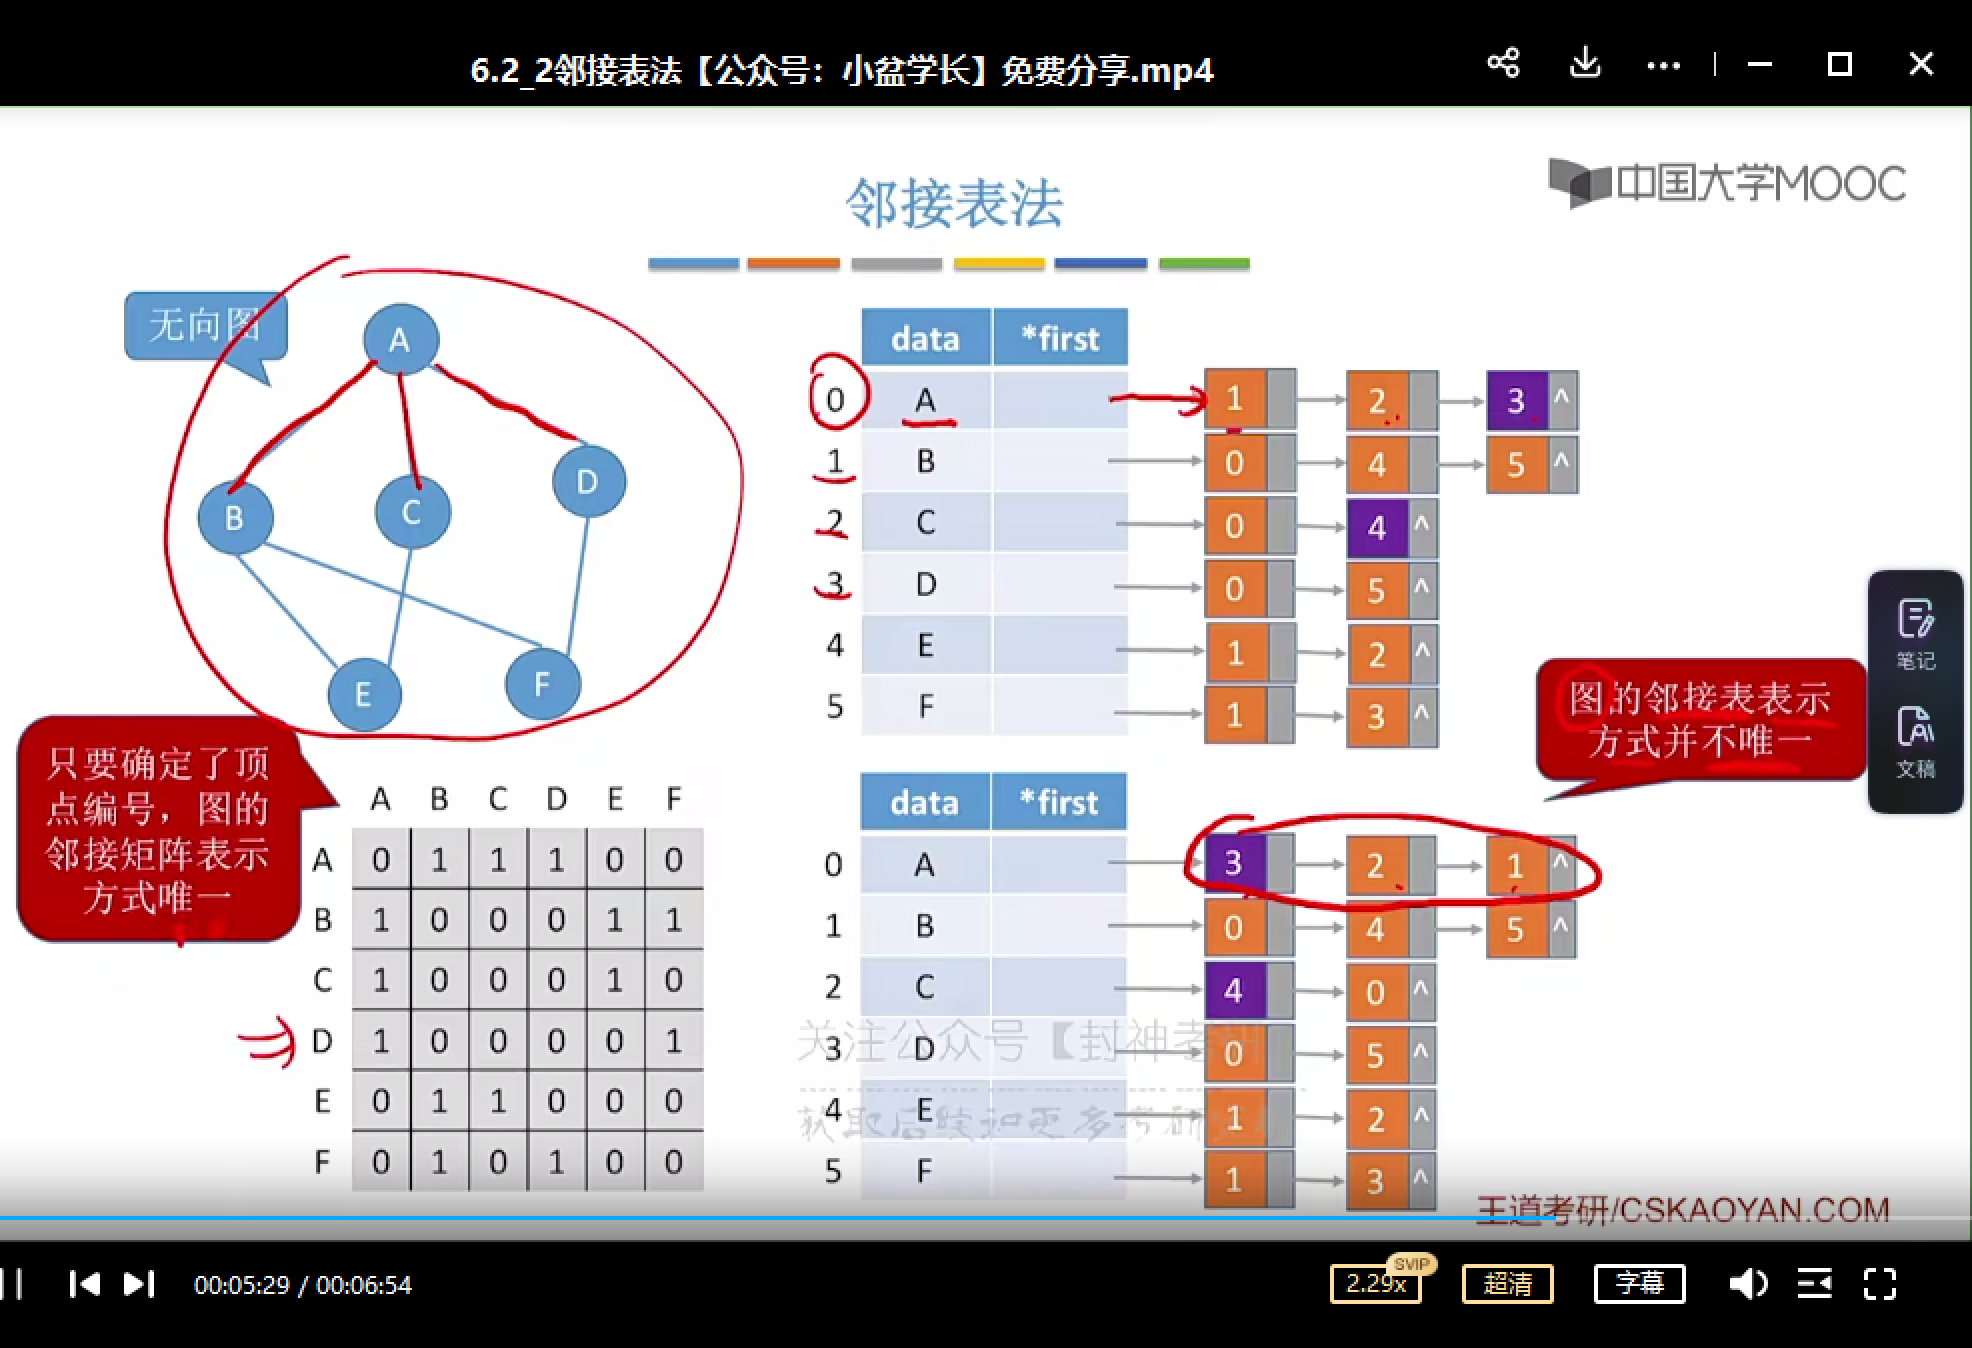 6.2_2邻接表法【公众号：小盆学长】免费分享.mp4
中国大学MOOC
邻接表法
无向图
A
B
C
D
E
F
data *first
0 A 1 2 3 ^
1 B 0 4 5 ^
2 C 0 4 ^
3 D 0 5 ^
4 E 1 2 ^
5 F 1 3 ^
图的邻接表表示
方式并不唯一
笔记
文稿
只要确定了顶
点编号，图的
邻接矩阵表示
方式唯一
A B C D E F
A 0 1 1 1 0 0
B 1 0 0 0 1 1
C 1 0 0 0 1 0
D 1 0 0 0 0 1
E 0 1 1 0 0 0
F 0 1 0 1 0 0
data *first
0 A 3 2 1 ^
1 B 0 4 5 ^
2 C 4 0 ^
3 D 0 5 ^
4 E 1 2 ^
5 F 1 3 ^
关注公众号【封神考研
王道考研/CSKAOYAN.COM
00:05:29 / 00:06:54
2.29x
SVIP
超清
字幕